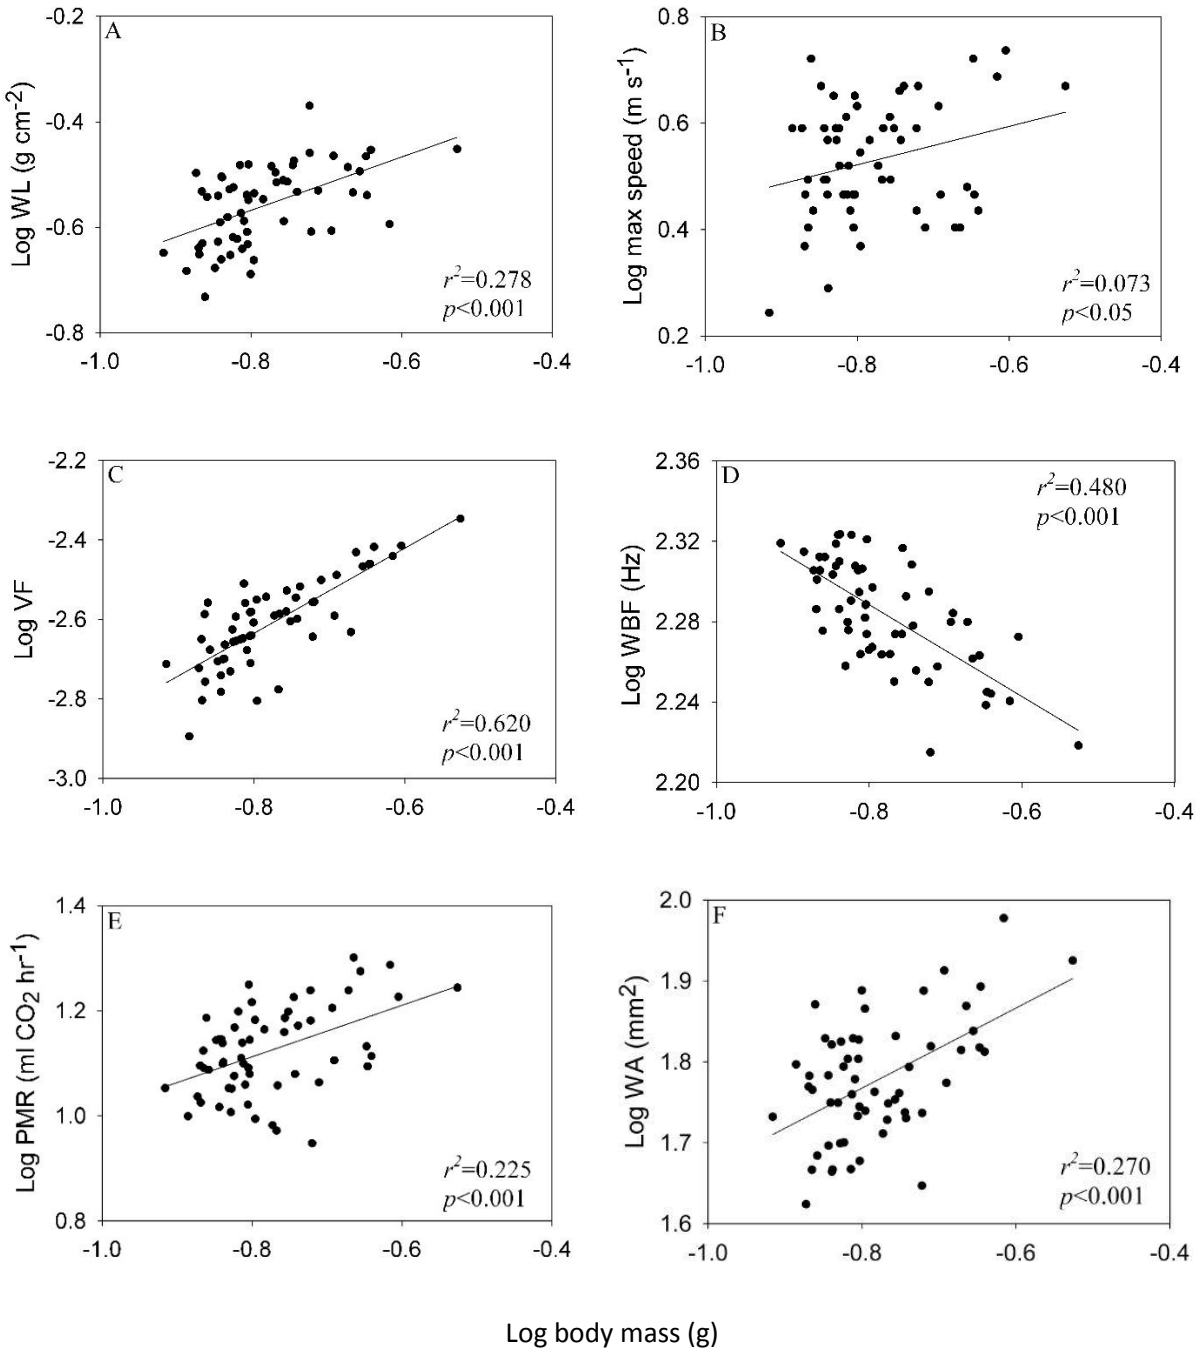 A
Log WL (g cm-2)
-0.2
-0.4
-0.6
-0.8
-1.0 -0.8 -0.6 -0.4
r2=0.278
p<0.001
B
Log max speed (m s-1)
0.8
0.6
0.4
0.2
-1.0 -0.8 -0.6 -0.4
r2=0.073
p<0.05
C
Log VF
-2.2
-2.4
-2.6
-2.8
-3.0
-1.0 -0.8 -0.6 -0.4
r2=0.620
p<0.001
D
Log WBF (Hz)
2.36
2.32
2.28
2.24
2.20
-1.0 -0.8 -0.6 -0.4
r2=0.480
p<0.001
E
Log PMR (ml CO2 hr-1)
1.4
1.2
1.0
0.8
-1.0 -0.8 -0.6 -0.4
r2=0.225
p<0.001
F
Log WA (mm2)
2.0
1.9
1.8
1.7
1.6
-1.0 -0.8 -0.6 -0.4
r2=0.270
p<0.001
Log body mass (g)